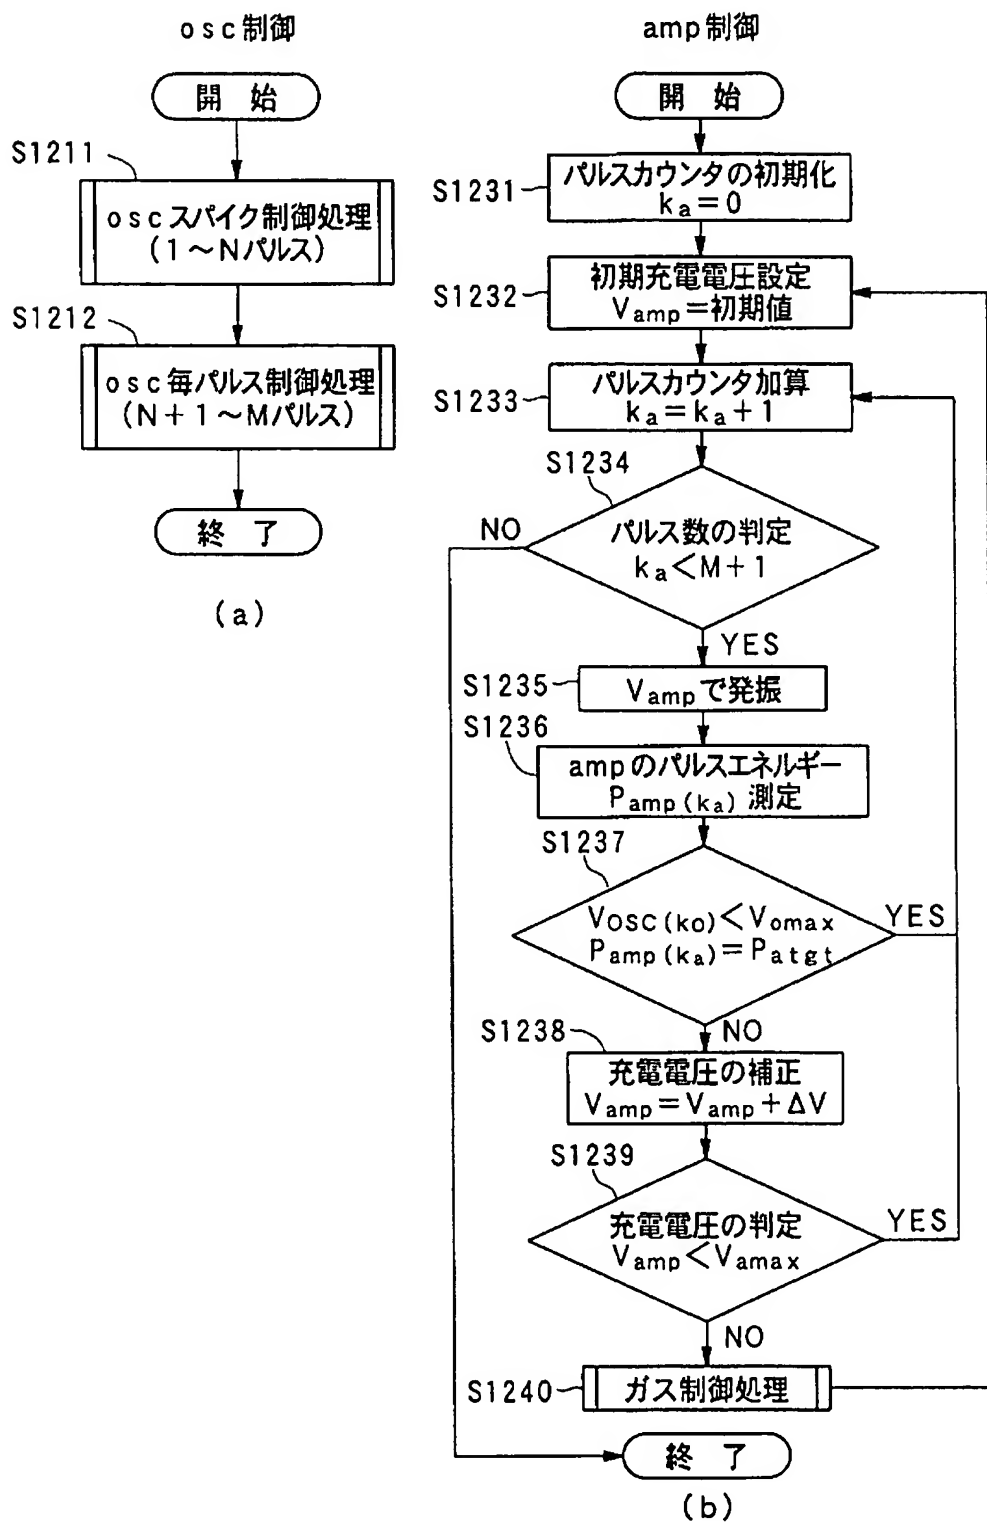 osc制御
開 始
S1211
oscスパイク制御処理
(1～Nパルス)
S1212
osc毎パルス制御処理
(N+1～Mパルス)
終 了
(a)
amp制御
開 始
S1231
パルスカウンタの初期化
ka=0
S1232
初期充電電圧設定
Vamp=初期値
S1233
パルスカウンタ加算
ka=ka+1
S1234
NO
パルス数の判定
ka<M+1
YES
S1235
Vampで発振
S1236
ampのパルスエネルギー
Pamp(ka)測定
S1237
Vosc(ko)<Vomax
Pamp(ka)=Patgt
YES
NO
S1238
充電電圧の補正
Vamp=Vamp+ΔV
S1239
充電電圧の判定
Vamp<Vamax
YES
NO
S1240
ガス制御処理
終 了
(b)